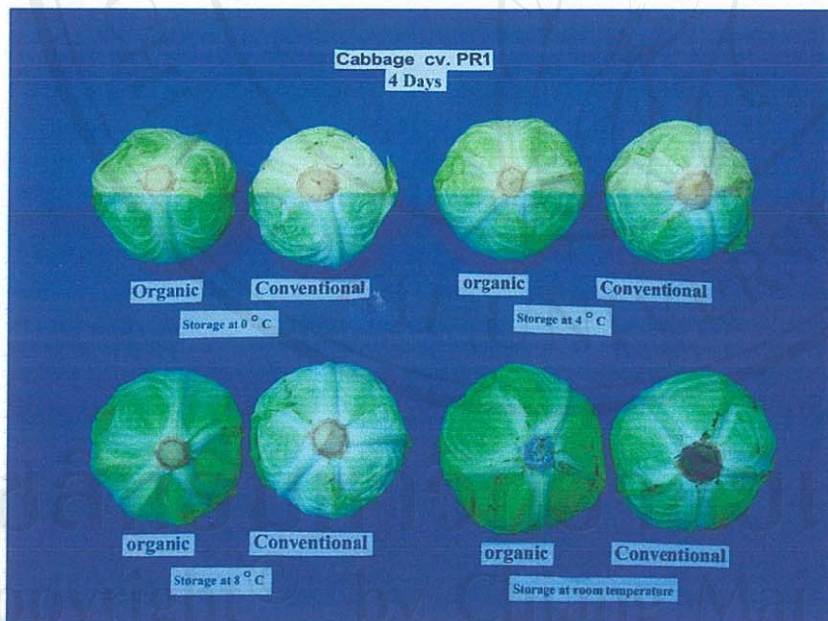 Cabbage cv. PR1
4 Days
Organic
Conventional
organic
Conventional
Storage at 0 °C
Storage at 4 °C
organic
Conventional
organic
Conventional
Storage at 8 °C
Storage at room temperature